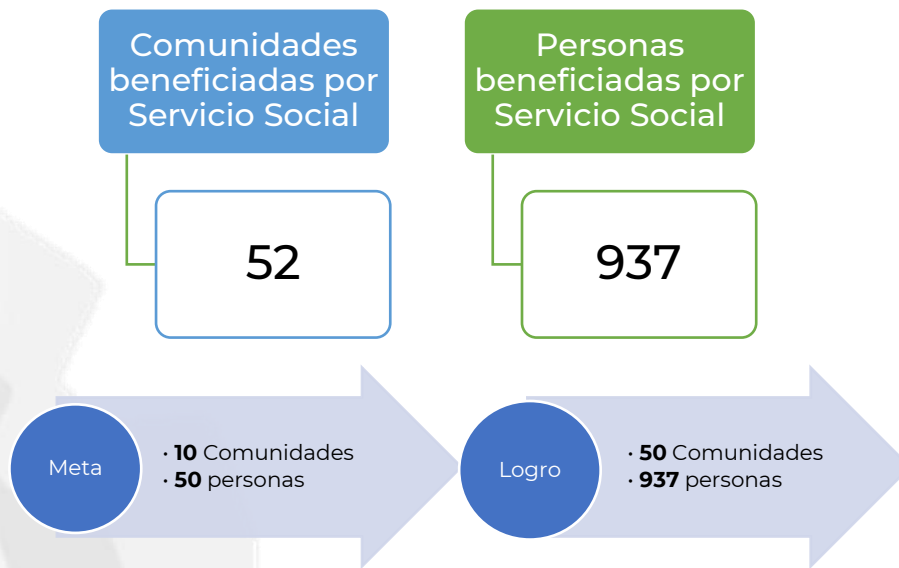 Comunidades
beneficiadas por
Servicio Social
52
Personas
beneficiadas por
Servicio Social
937
Meta
· 10 Comunidades
· 50 personas
Logro
· 50 Comunidades
· 937 personas